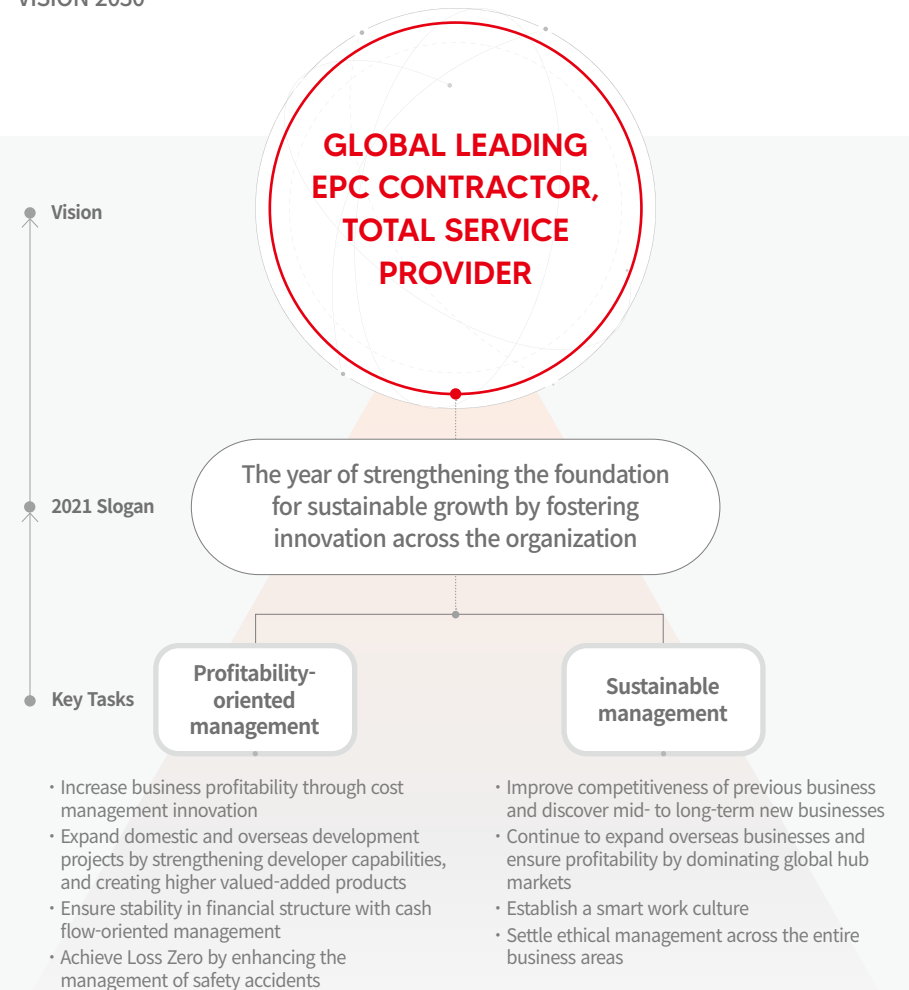 VISION 2030
GLOBAL LEADING
EPC CONTRACTOR,
TOTAL SERVICE
PROVIDER
Vision
The year of strengthening the foundation
for sustainable growth by fostering
innovation across the organization
2021 Slogan
Key Tasks
Profitability-
oriented
management
Sustainable
management
· Increase business profitability through cost
management innovation
· Expand domestic and overseas development
projects by strengthening developer capabilities,
and creating higher valued-added products
· Ensure stability in financial structure with cash
flow-oriented management
· Achieve Loss Zero by enhancing the
management of safety accidents
· Improve competitiveness of previous business
and discover mid- to long-term new businesses
· Continue to expand overseas businesses and
ensure profitability by dominating global hub
markets
· Establish a smart work culture
· Settle ethical management across the entire
business areas